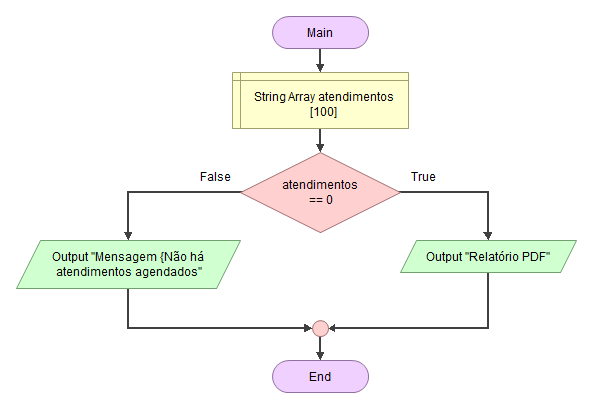 Main
String Array atendimentos
[100]
False
atendimentos
== 0
True
Output "Mensagem {Não há
atendimentos agendados"
Output "Relatório PDF"
End